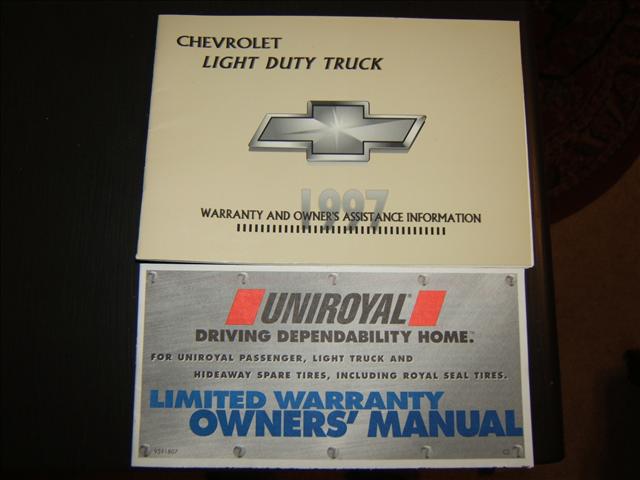 CHEVROLET
LIGHT DUTY TRUCK
1997
WARRANTY AND OWNER'S ASSISTANCE INFORMATION
UNIROYAL®
DRIVING DEPENDABILITY HOME.™
FOR UNIROYAL PASSENGER, LIGHT TRUCK AND
HIDEAWAY SPARE TIRES, INCLUDING ROYAL SEAL TIRES.
LIMITED WARRANTY
OWNERS' MANUAL